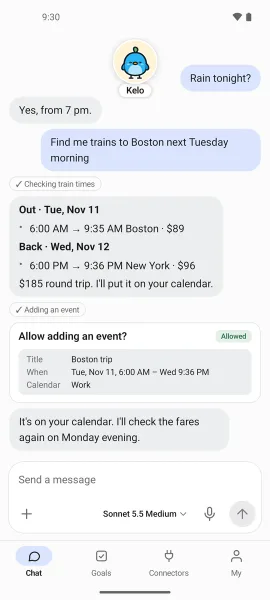 9:30
Kelo
Rain tonight?
Yes, from 7 pm.
Find me trains to Boston next Tuesday
morning
✓ Checking train times
Out · Tue, Nov 11
• 6:00 AM → 9:35 AM Boston · $89
Back · Wed, Nov 12
• 6:00 PM → 9:36 PM New York · $96
$185 round trip. I'll put it on your calendar.
✓ Adding an event
Allow adding an event?
Allowed
Title Boston trip
When Tue, Nov 11, 6:00 AM – Wed 9:36 PM
Calendar Work
It's on your calendar. I'll check the fares
again on Monday evening.
Send a message
Sonnet 5.5 Medium
Chat
Goals
Connectors
My